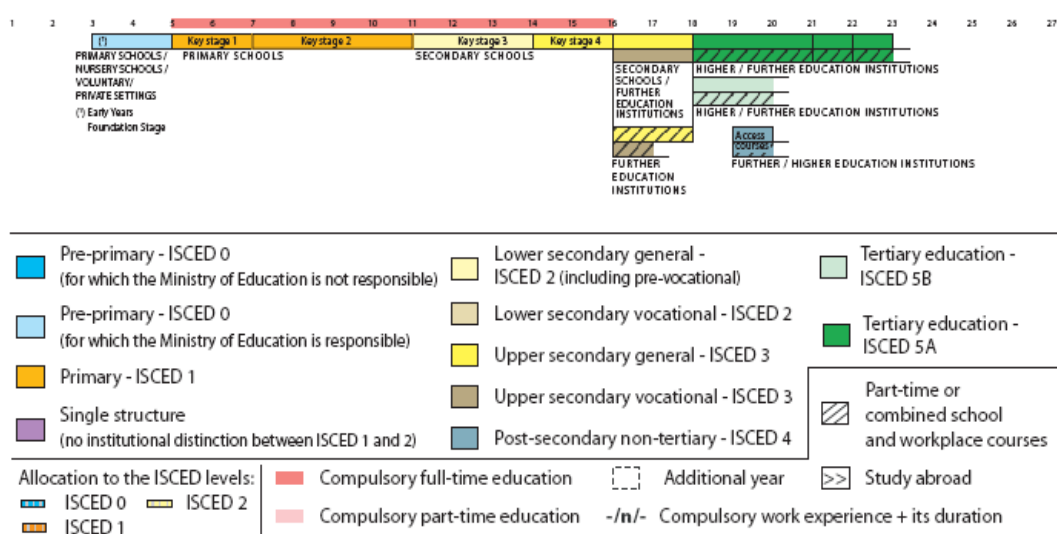 1 2 3 4 5 6 7 8 9 10 11 12 13 14 15 16 17 18 19 20 21 22 23 24 25 26 27
(¹) Key stage 1 Key stage 2 Key stage 3 Key stage 4
PRIMARY SCHOOLS /
NURSERY SCHOOLS /
VOLUNTARY/
PRIVATE SETTINGS
(¹) Early Years
Foundation Stage
PRIMARY SCHOOLS
SECONDARY SCHOOLS
SECONDARY
SCHOOLS /
FURTHER
EDUCATION
INSTITUTIONS
HIGHER / FURTHER EDUCATION INSTITUTIONS
HIGHER / FURTHER EDUCATION INSTITUTIONS
Access
courses
FURTHER
EDUCATION
INSTITUTIONS
FURTHER / HIGHER EDUCATION INSTITUTIONS
Pre-primary - ISCED 0
(for which the Ministry of Education is not responsible)
Pre-primary - ISCED 0
(for which the Ministry of Education is responsible)
Primary - ISCED 1
Single structure
(no institutional distinction between ISCED 1 and 2)
Lower secondary general -
ISCED 2 (including pre-vocational)
Lower secondary vocational - ISCED 2
Upper secondary general - ISCED 3
Upper secondary vocational - ISCED 3
Post-secondary non-tertiary - ISCED 4
Tertiary education -
ISCED 5B
Tertiary education -
ISCED 5A
Part-time or
combined school
and workplace courses
Allocation to the ISCED levels:
ISCED 0 ISCED 2
ISCED 1
Compulsory full-time education
Compulsory part-time education
Additional year
-/n/- Compulsory work experience + its duration
>> Study abroad